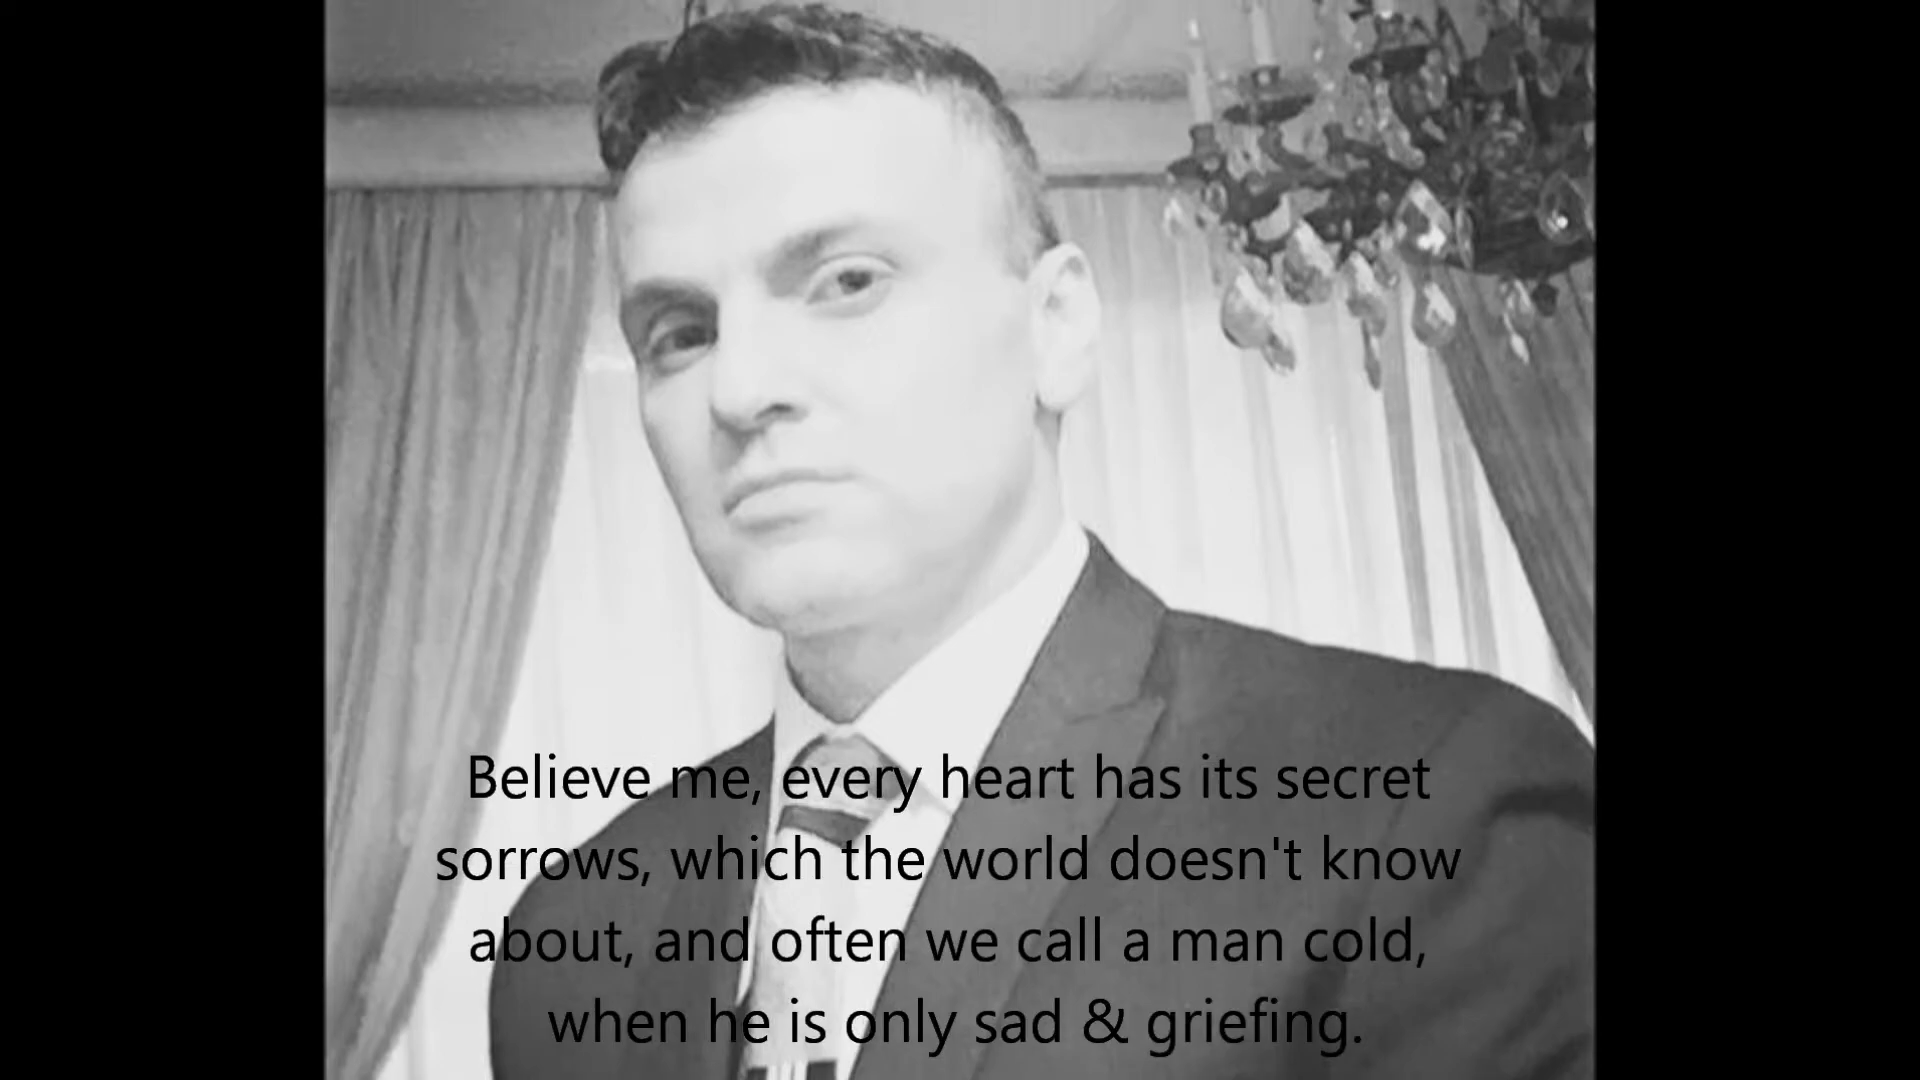 Believe me, every heart has its secret
sorrows, which the world doesn't know
about, and often we call a man cold,
when he is only sad & griefing.